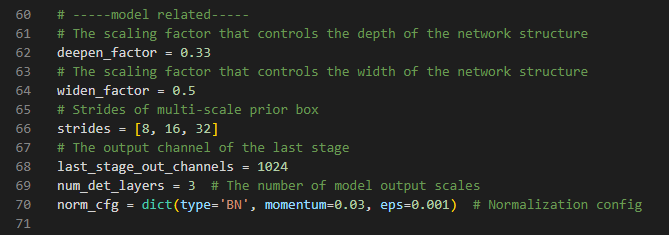 60 # -----model related-----
61 # The scaling factor that controls the depth of the network structure
62 deepen_factor = 0.33
63 # The scaling factor that controls the width of the network structure
64 widen_factor = 0.5
65 # Strides of multi-scale prior box
66 strides = [8, 16, 32]
67 # The output channel of the last stage
68 last_stage_out_channels = 1024
69 num_det_layers = 3  # The number of model output scales
70 norm_cfg = dict(type='BN', momentum=0.03, eps=0.001)  # Normalization config
71